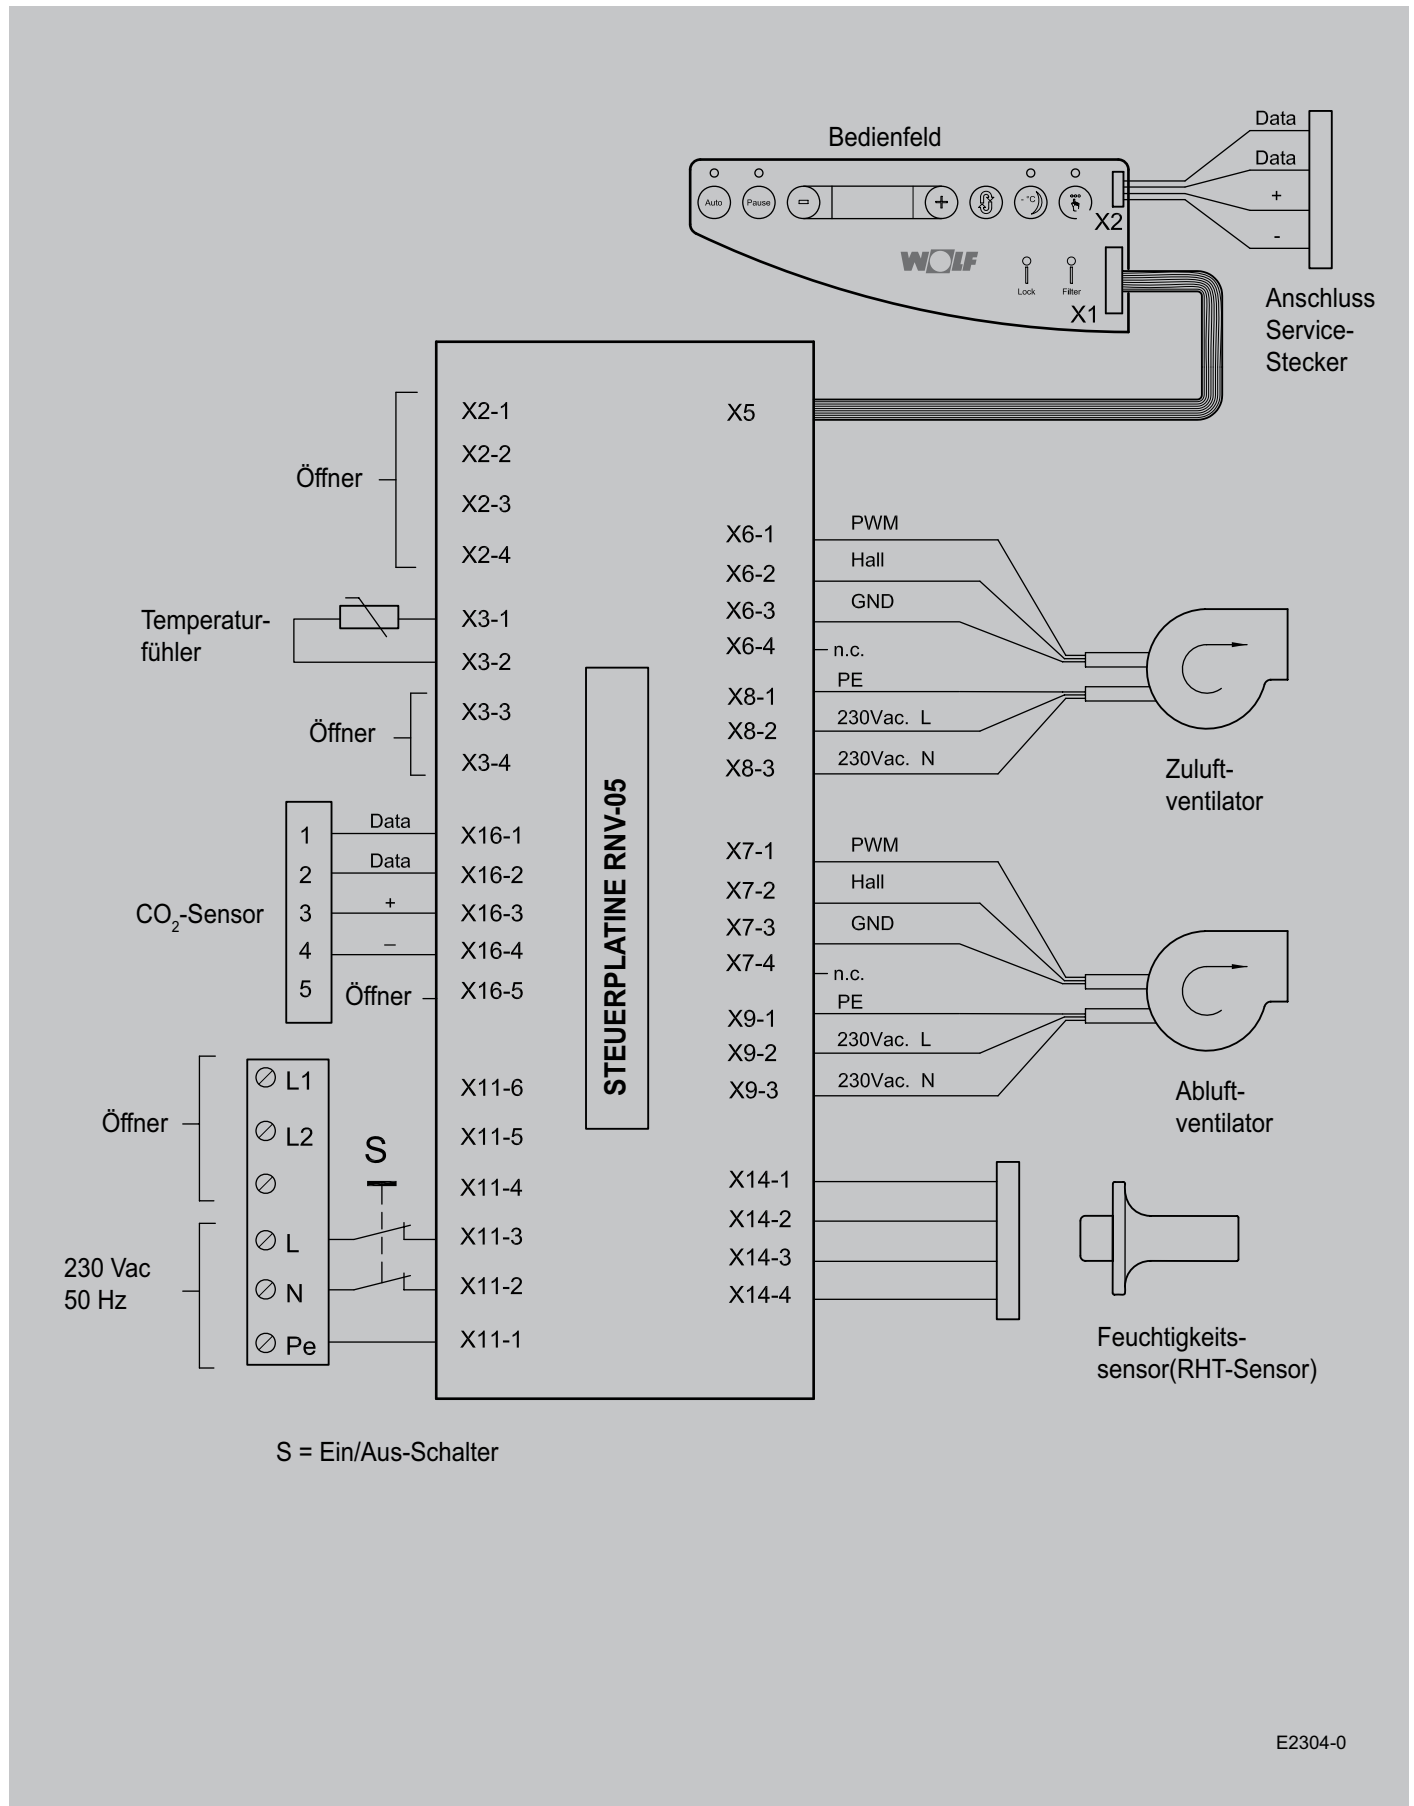 Bedienfeld
Data
Data
+
-
Auto
Pause
-
+
- °C
X2
WOLF
Lock
Filter
X1
Anschluss
Service-
Stecker
X2-1
X2-2
X2-3
X2-4
Öffner
X5
Temperatur-
fühler
X3-1
X3-2
X3-3
X3-4
Öffner
X6-1
PWM
X6-2
Hall
X6-3
GND
X6-4
n.c.
X8-1
PE
X8-2
230Vac. L
X8-3
230Vac. N
Zuluft-
ventilator
STEUERPLATINE RNV-05
CO2-Sensor
1
Data
X16-1
2
Data
X16-2
3
+
X16-3
4
–
X16-4
5
Öffner
X16-5
X7-1
PWM
X7-2
Hall
X7-3
GND
X7-4
n.c.
X9-1
PE
X9-2
230Vac. L
X9-3
230Vac. N
Abluft-
ventilator
Öffner
L1
X11-6
L2
X11-5
S
X11-4
230 Vac
50 Hz
L
X11-3
N
X11-2
Pe
X11-1
X14-1
X14-2
X14-3
X14-4
Feuchtigkeits-
sensor(RHT-Sensor)
S = Ein/Aus-Schalter
E2304-0